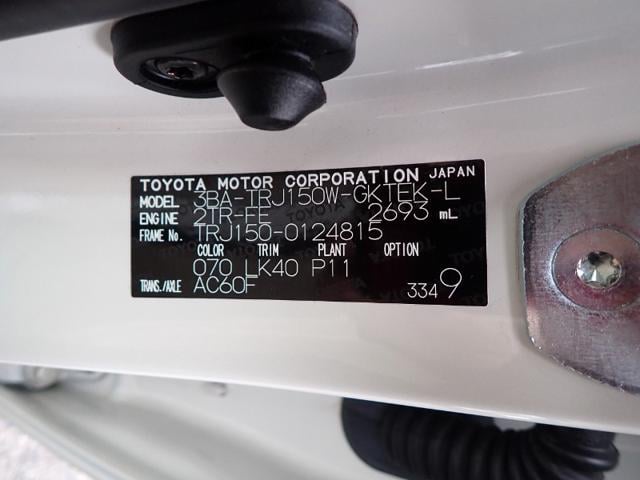 TOYOTA MOTOR CORPORATION JAPAN
MODEL 3BA-TRJ150W-GKTEK-L
ENGINE 2TR-FE 2693 mL
FRAME No. TRJ150-0124815
COLOR TRIM PLANT OPTION
070 LK40 P11
TRANS./AXLE AC60F 3349